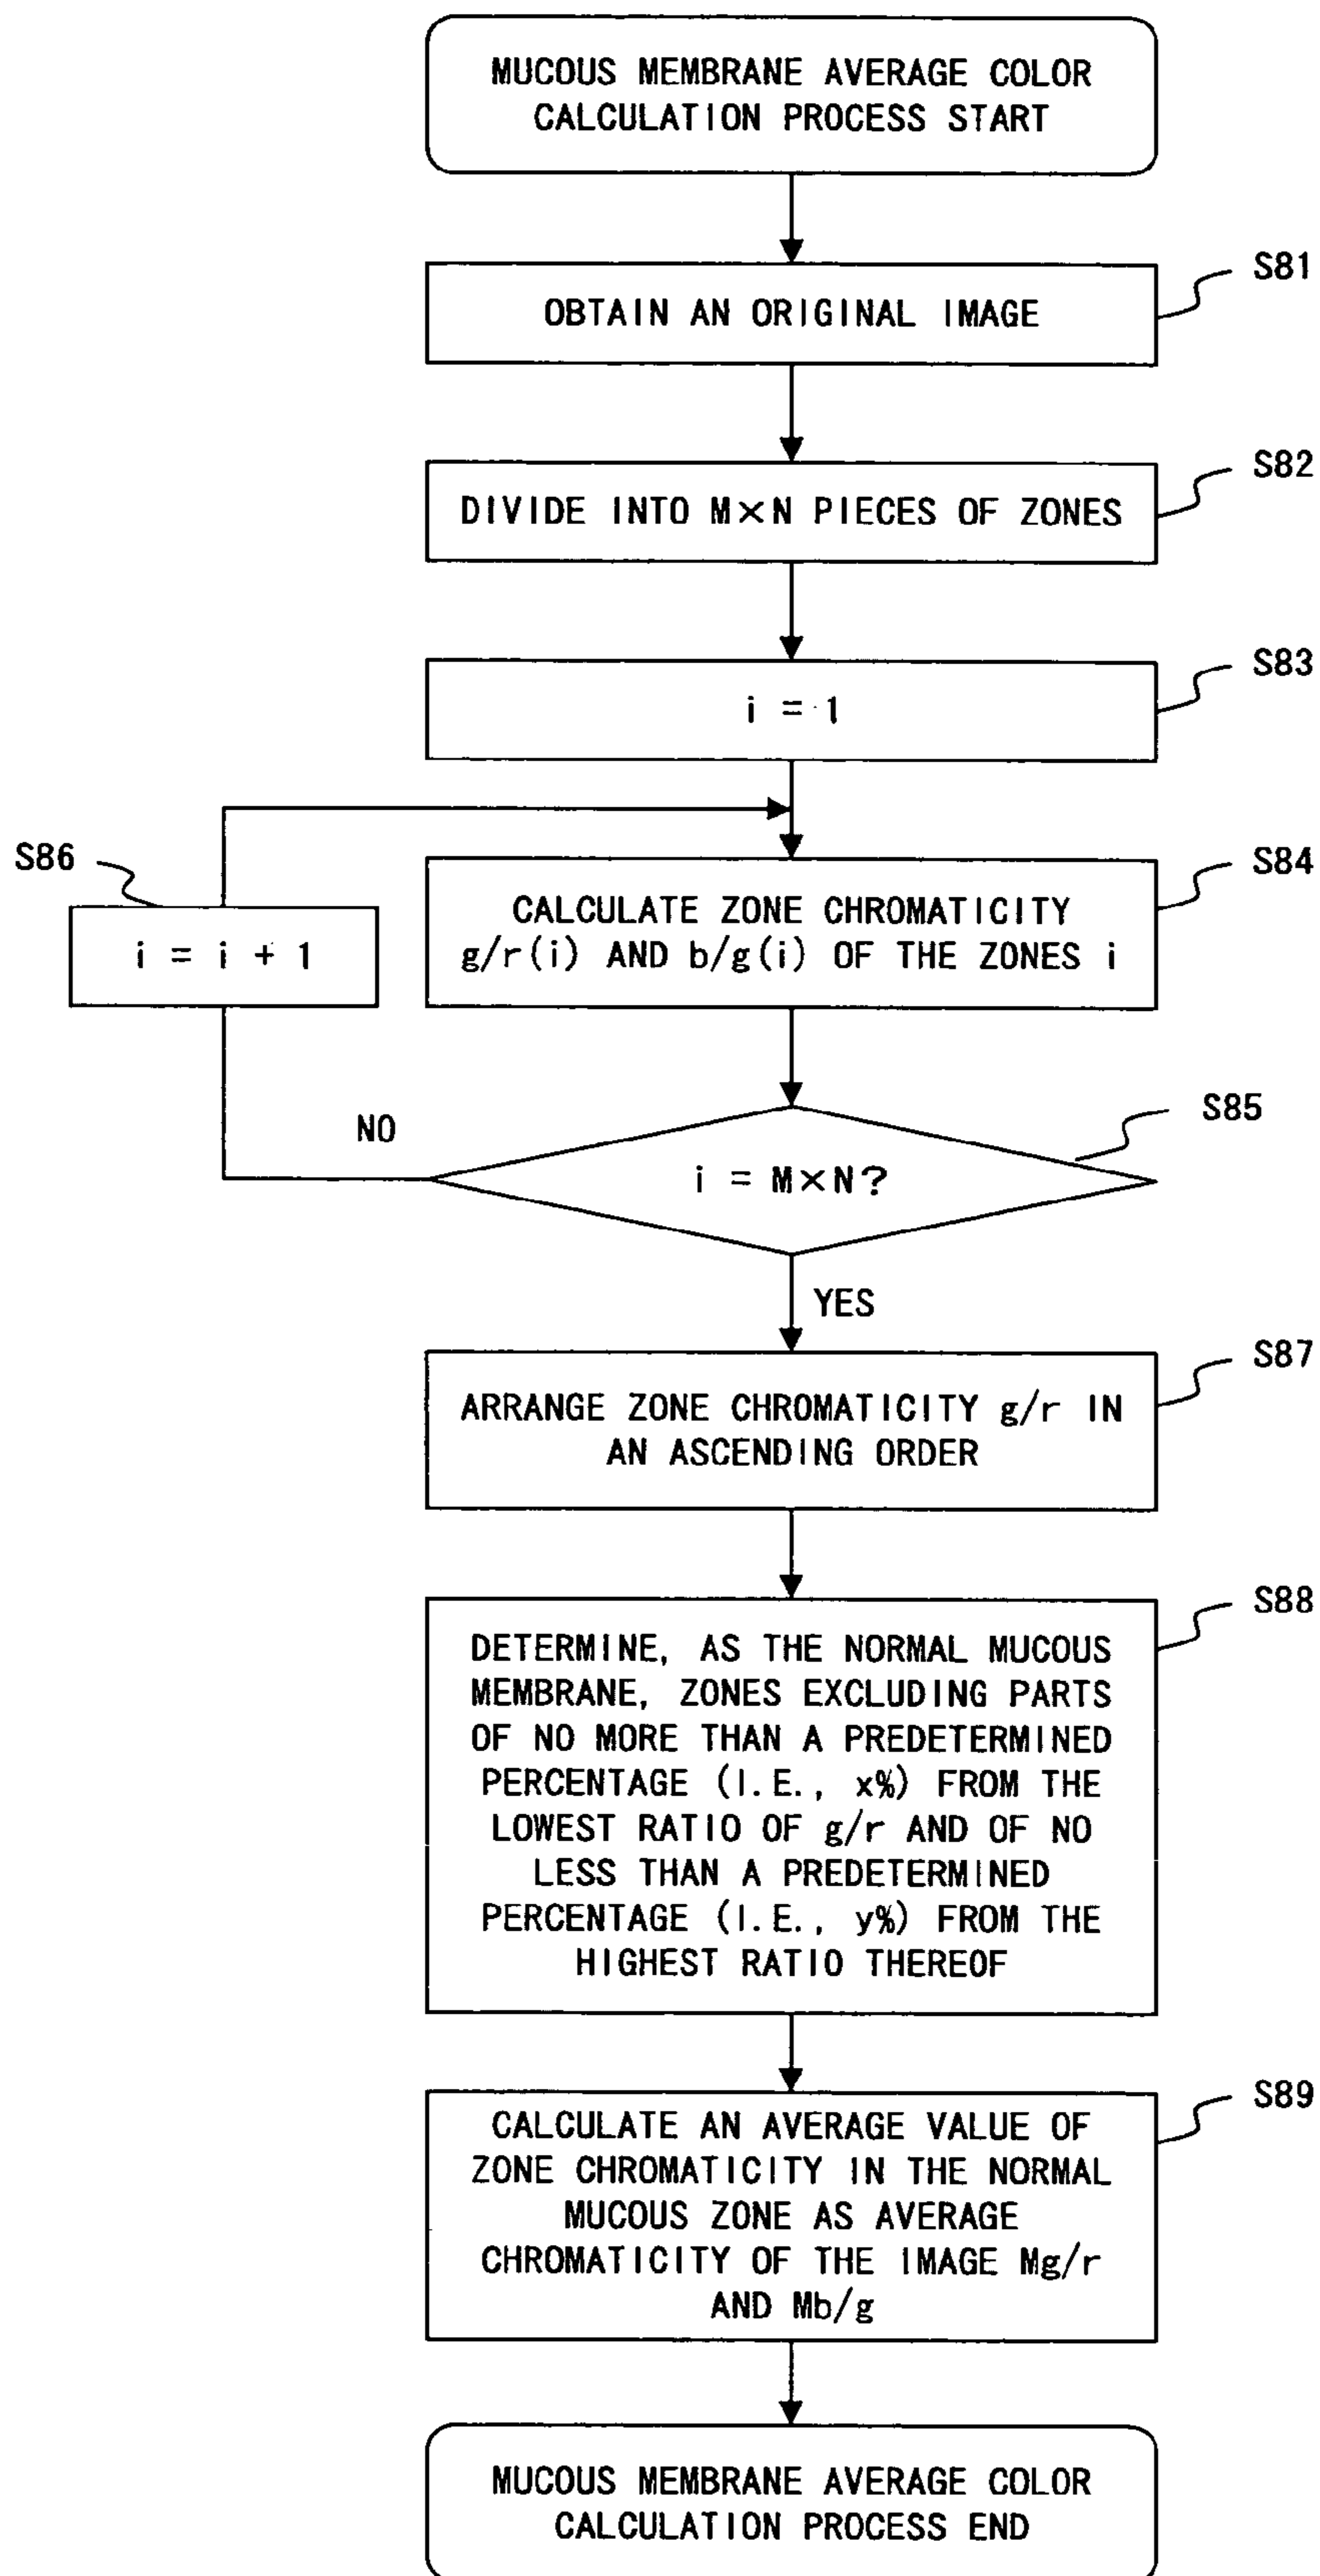 MUCOUS MEMBRANE AVERAGE COLOR
CALCULATION PROCESS START
S81
OBTAIN AN ORIGINAL IMAGE
S82
DIVIDE INTO M×N PIECES OF ZONES
S83
i = 1
S86
i = i + 1
S84
CALCULATE ZONE CHROMATICITY
g/r(i) AND b/g(i) OF THE ZONES i
S85
NO
i = M×N?
YES
S87
ARRANGE ZONE CHROMATICITY g/r IN
AN ASCENDING ORDER
S88
DETERMINE, AS THE NORMAL MUCOUS
MEMBRANE, ZONES EXCLUDING PARTS
OF NO MORE THAN A PREDETERMINED
PERCENTAGE (I.E., x%) FROM THE
LOWEST RATIO OF g/r AND OF NO
LESS THAN A PREDETERMINED
PERCENTAGE (I.E., y%) FROM THE
HIGHEST RATIO THEREOF
S89
CALCULATE AN AVERAGE VALUE OF
ZONE CHROMATICITY IN THE NORMAL
MUCOUS ZONE AS AVERAGE
CHROMATICITY OF THE IMAGE Mg/r
AND Mb/g
MUCOUS MEMBRANE AVERAGE COLOR
CALCULATION PROCESS END